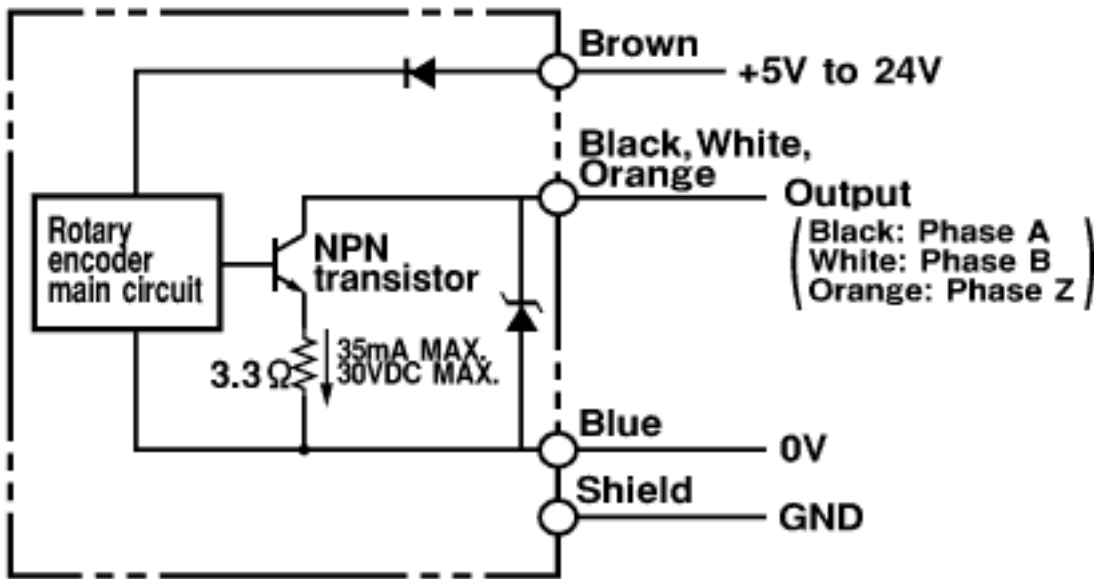 Brown
+5V to 24V
Black, White,
Orange
Output
(Black: Phase A
White: Phase B
Orange: Phase Z)
Rotary
encoder
main circuit
NPN
transistor
3.3Ω
35mA MAX.
30VDC MAX.
Blue
0V
Shield
GND